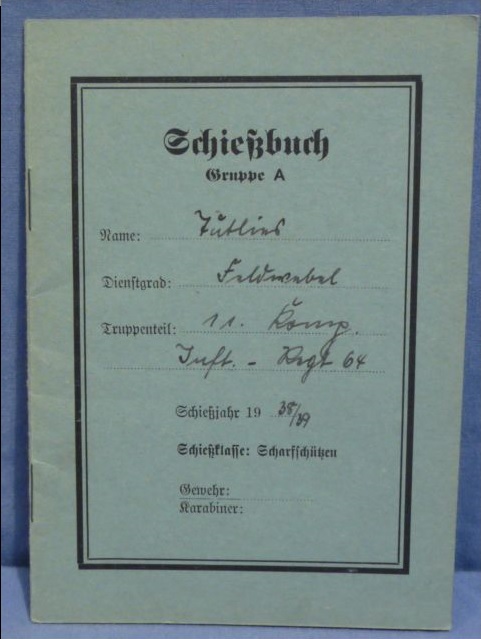 Schießbuch
Gruppe A
Name:
Dienstgrad: Feldwebel
Truppenteil: 11. Komp.
Inft. - Regt 64
Schießjahr 19 38/39
Schießklasse: Scharfschützen
Gewehr:
Karabiner: